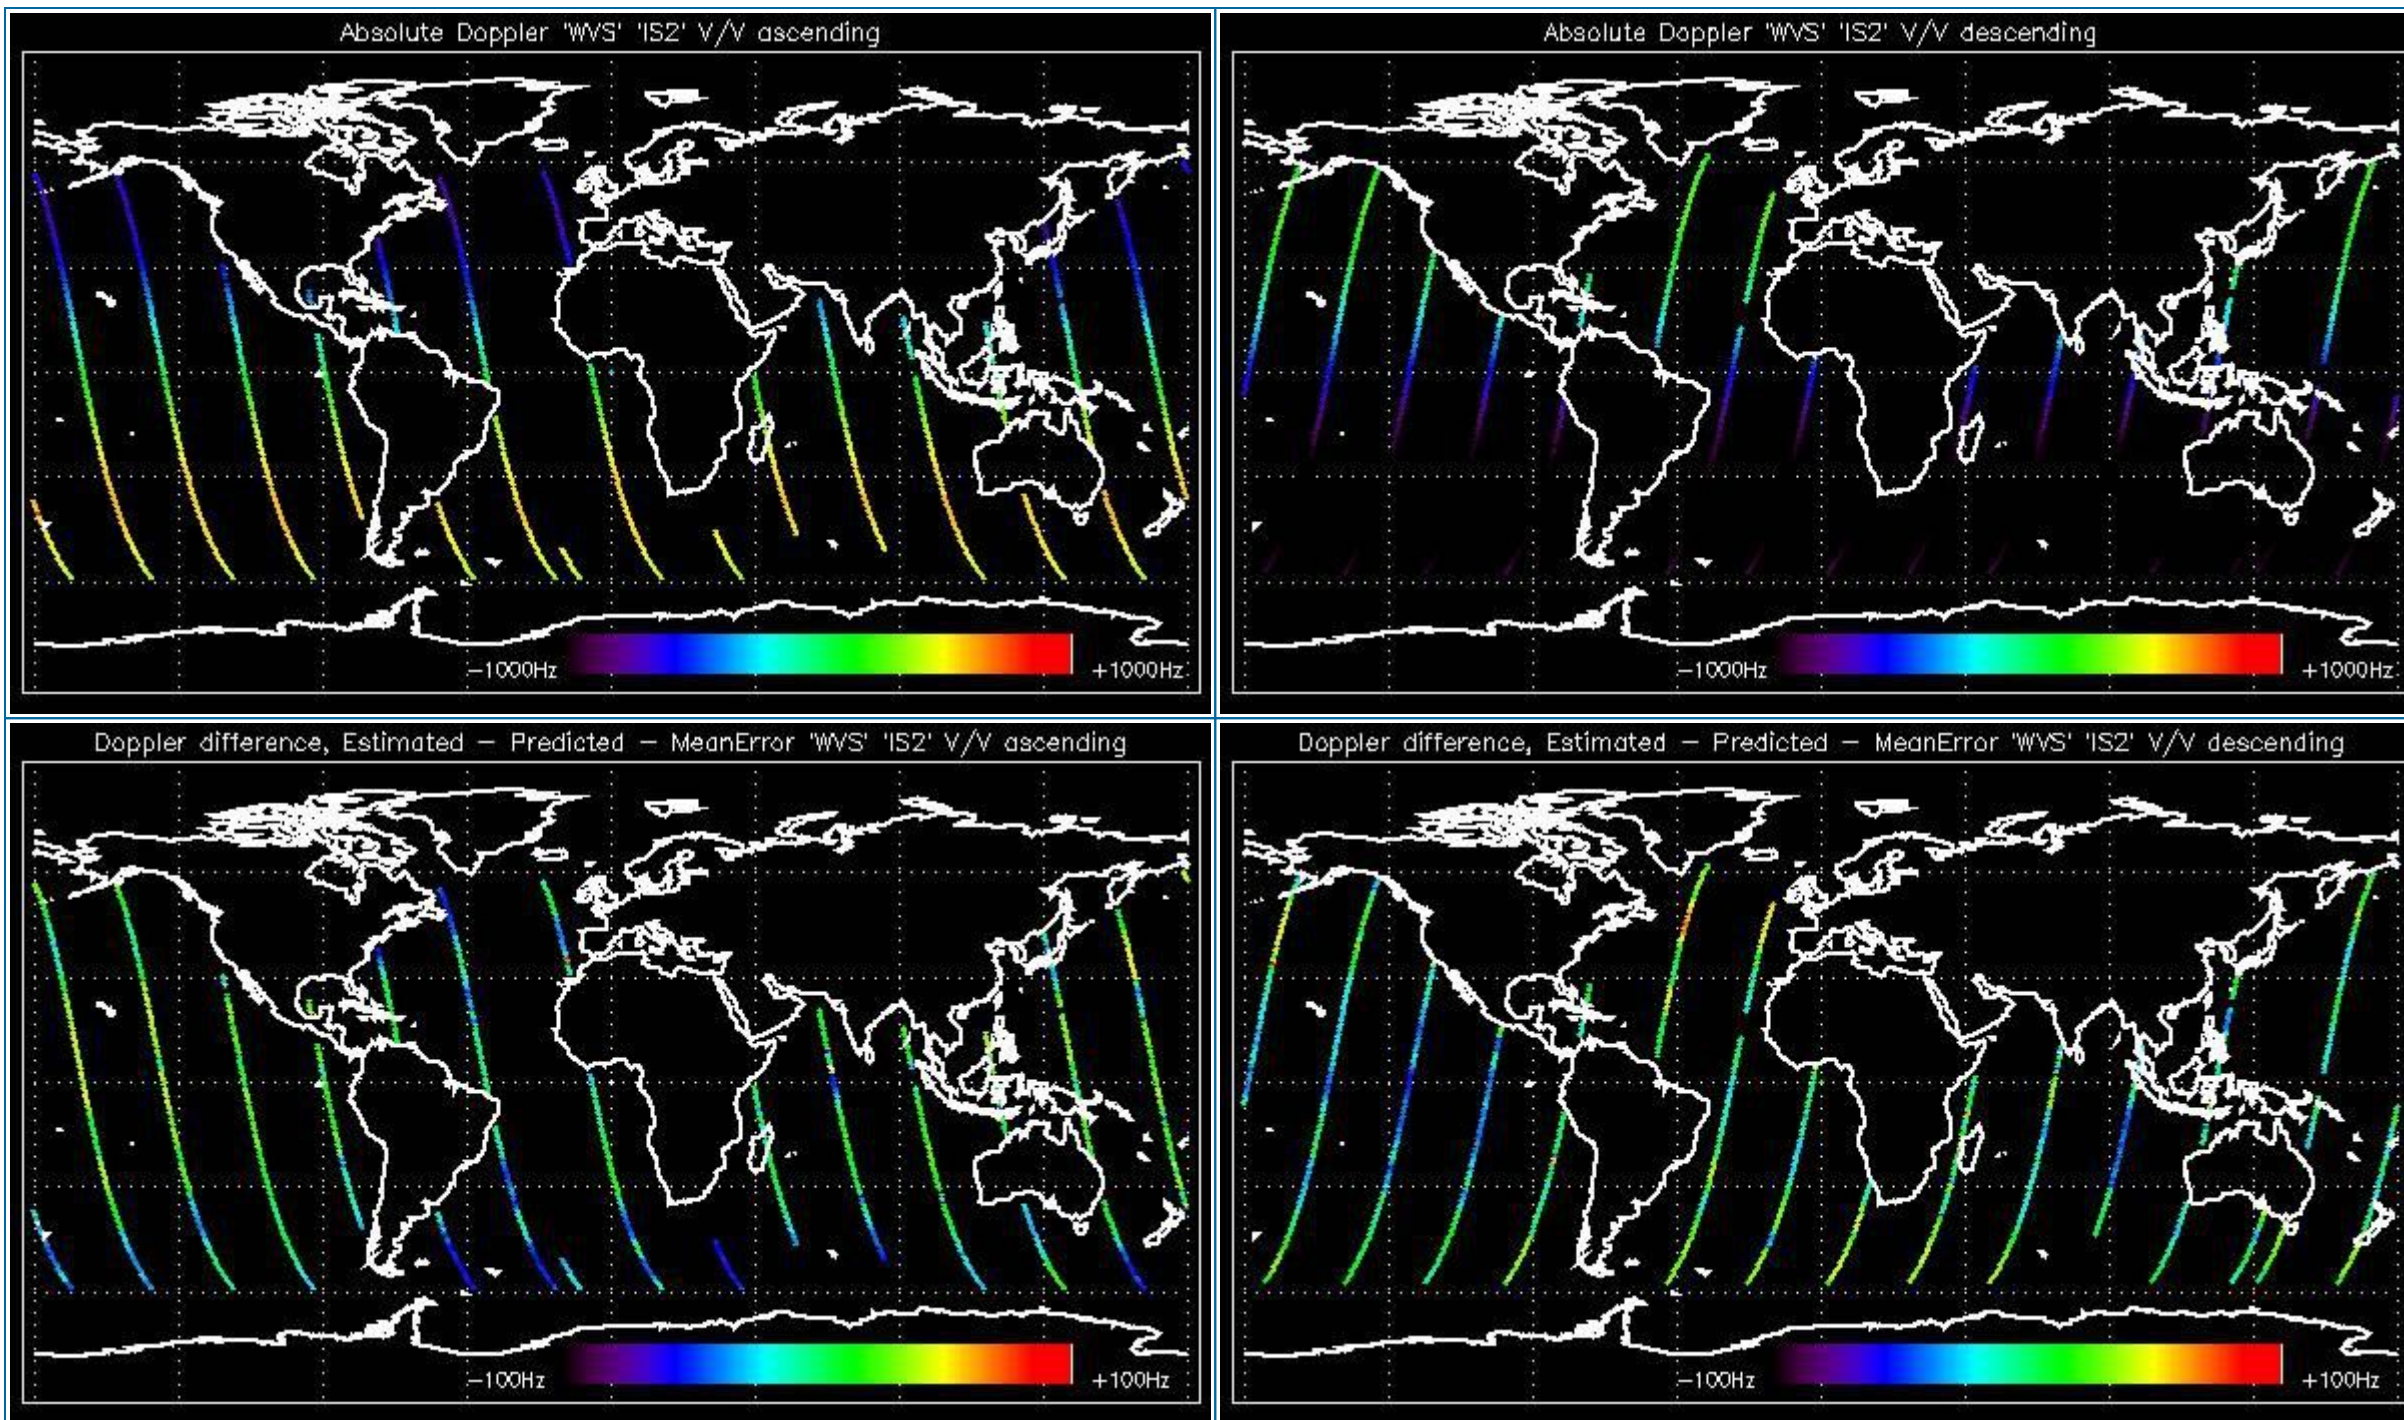 Absolute Doppler 'WVS' 'IS2' V/V ascending
-1000Hz
+1000Hz
Absolute Doppler 'WVS' 'IS2' V/V descending
-1000Hz
+1000Hz
Doppler difference, Estimated - Predicted - MeanError 'WVS' 'IS2' V/V ascending
-100Hz
+100Hz
Doppler difference, Estimated - Predicted - MeanError 'WVS' 'IS2' V/V descending
-100Hz
+100Hz